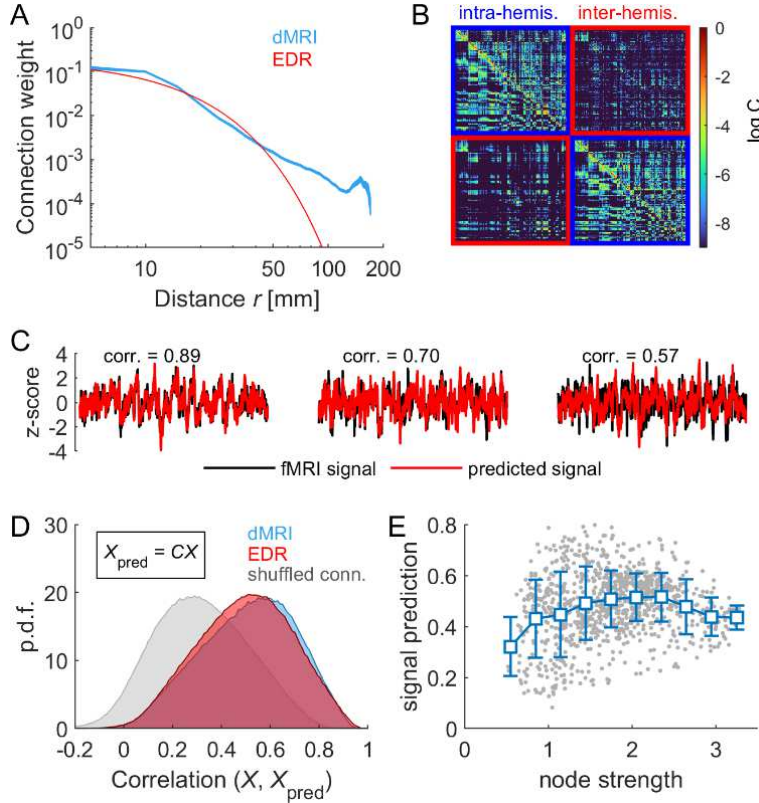 A
10^0
10^-1
10^-2
10^-3
10^-4
10^-5
Connection weight
dMRI
EDR
10 50 100 200
Distance r [mm]
B
intra-hemis. inter-hemis.
0
-2
-4
-6
-8
log C
C
4
2
0
-2
-4
z-score
corr. = 0.89 corr. = 0.70 corr. = 0.57
fMRI signal predicted signal
D
30
20
10
0
p.d.f.
X_pred = CX
dMRI
EDR
shuffled conn.
-0.2 0 0.2 0.4 0.6 0.8 1
Correlation (X, X_pred)
E
0.8
0.6
0.4
0.2
0
signal prediction
0 1 2 3
node strength